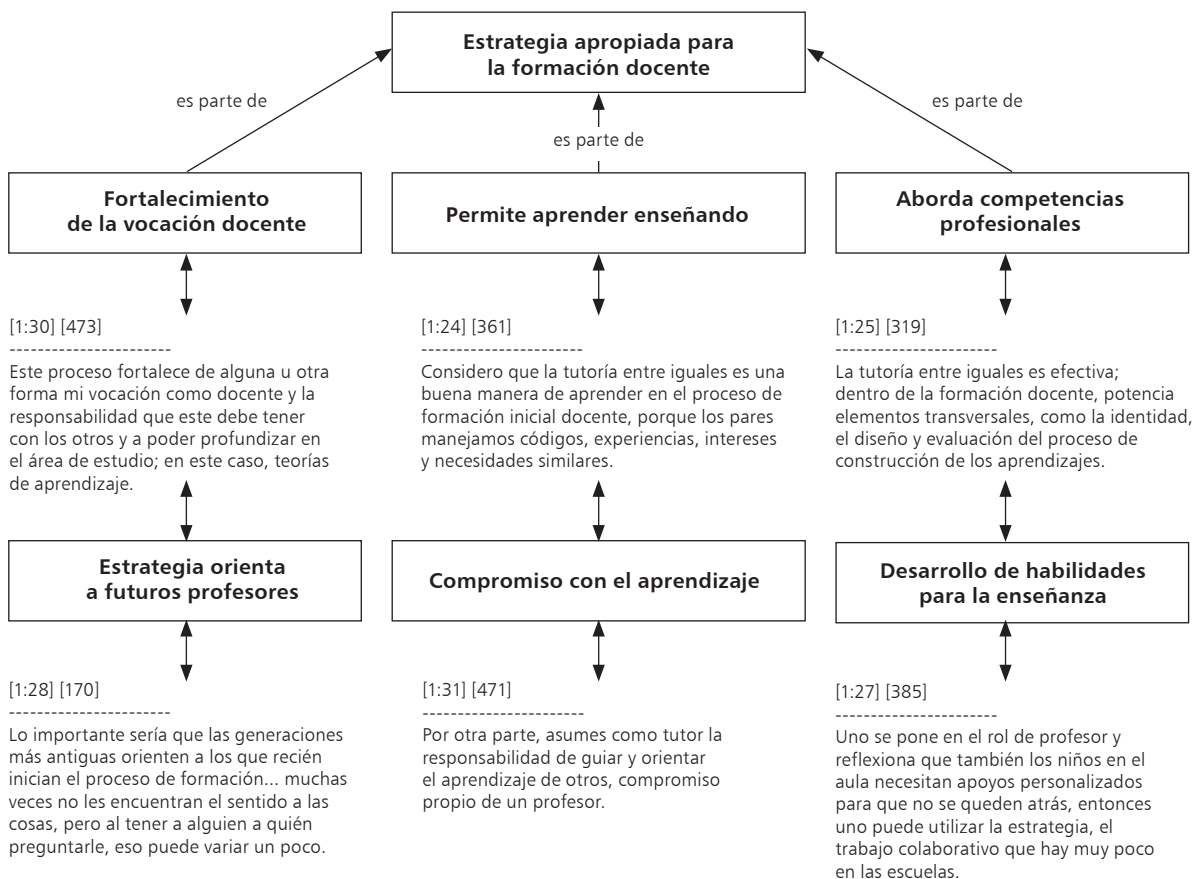 Estrategia apropiada para
la formación docente
es parte de
es parte de
es parte de
Fortalecimiento
de la vocación docente
Permite aprender enseñando
Aborda competencias
profesionales
[1:30] [473]
-----------------------
Este proceso fortalece de alguna u otra
forma mi vocación como docente y la
responsabilidad que este debe tener
con los otros y a poder profundizar en
el área de estudio; en este caso, teorías
de aprendizaje.
[1:24] [361]
-----------------------
Considero que la tutoría entre iguales es una
buena manera de aprender en el proceso de
formación inicial docente, porque los pares
manejamos códigos, experiencias, intereses
y necesidades similares.
[1:25] [319]
-----------------------
La tutoría entre iguales es efectiva;
dentro de la formación docente, potencia
elementos transversales, como la identidad,
el diseño y evaluación del proceso de
construcción de los aprendizajes.
Estrategia orienta
a futuros profesores
Compromiso con el aprendizaje
Desarrollo de habilidades
para la enseñanza
[1:28] [170]
-----------------------
Lo importante sería que las generaciones
más antiguas orienten a los que recién
inician el proceso de formación... muchas
veces no les encuentran el sentido a las
cosas, pero al tener a alguien a quién
preguntarle, eso puede variar un poco.
[1:31] [471]
-----------------------
Por otra parte, asumes como tutor la
responsabilidad de guiar y orientar
el aprendizaje de otros, compromiso
propio de un profesor.
[1:27] [385]
-----------------------
Uno se pone en el rol de profesor y
reflexiona que también los niños en el
aula necesitan apoyos personalizados
para que no se queden atrás, entonces
uno puede utilizar la estrategia, el
trabajo colaborativo que hay muy poco
en las escuelas.